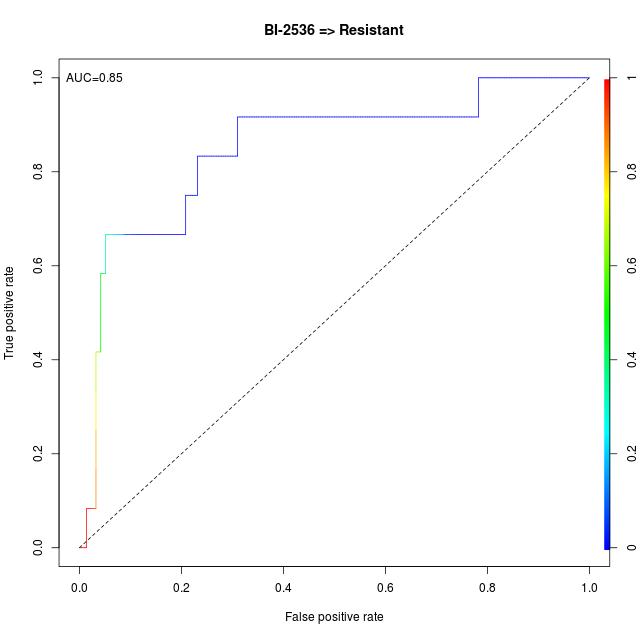 BI-2536 => Resistant
AUC=0.85
1.0
0.8
0.6
0.4
0.2
0.0
True positive rate
0.0 0.2 0.4 0.6 0.8 1.0
False positive rate
1
0.8
0.6
0.4
0.2
0